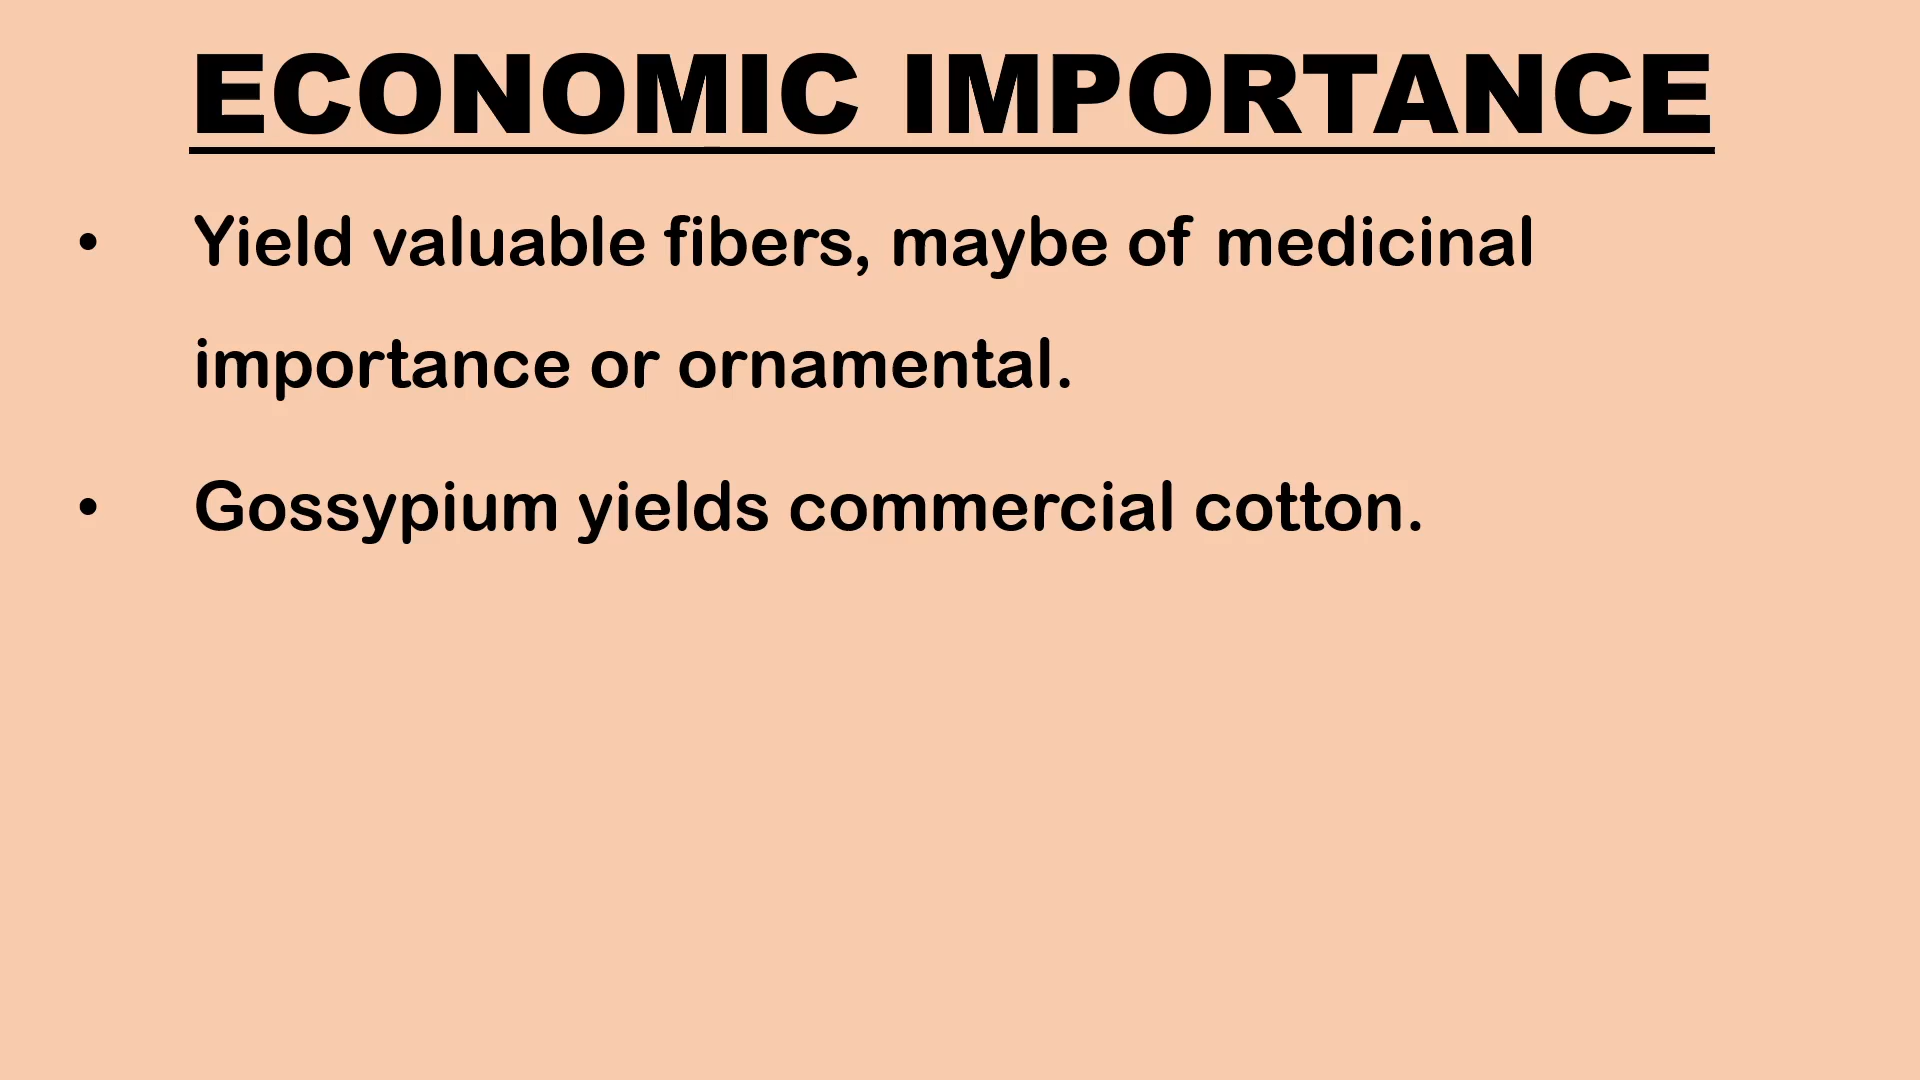 ECONOMIC IMPORTANCE
• Yield valuable fibers, maybe of medicinal
importance or ornamental.
• Gossypium yields commercial cotton.